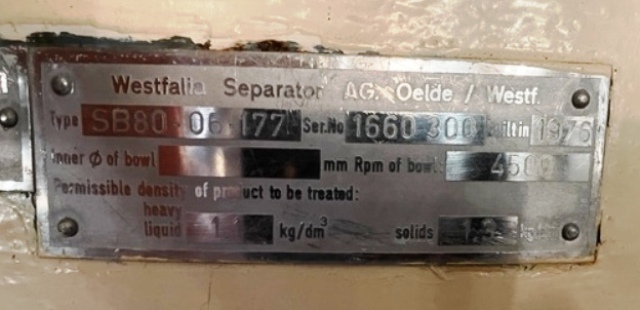 Westfalia Separator AG. Oelde / Westf.
Type SB80-06-177 Ser.No 1660 300 Built in 1976
Inner Ø of bowl mm Rpm of bowl: 4500
Permissible density of product to be treated:
heavy
liquid kg/dm³ solids